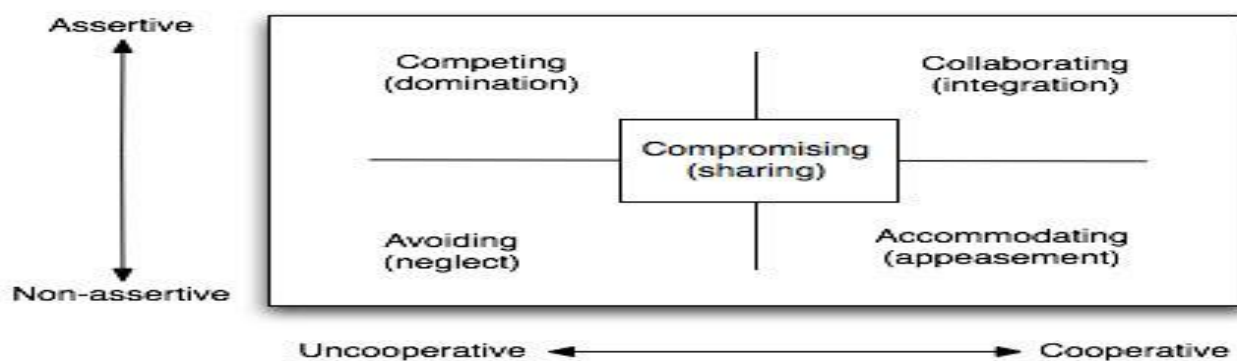 Assertive
Competing
(domination)
Collaborating
(integration)
Compromising
(sharing)
Avoiding
(neglect)
Accommodating
(appeasement)
Non-assertive
Uncooperative
Cooperative